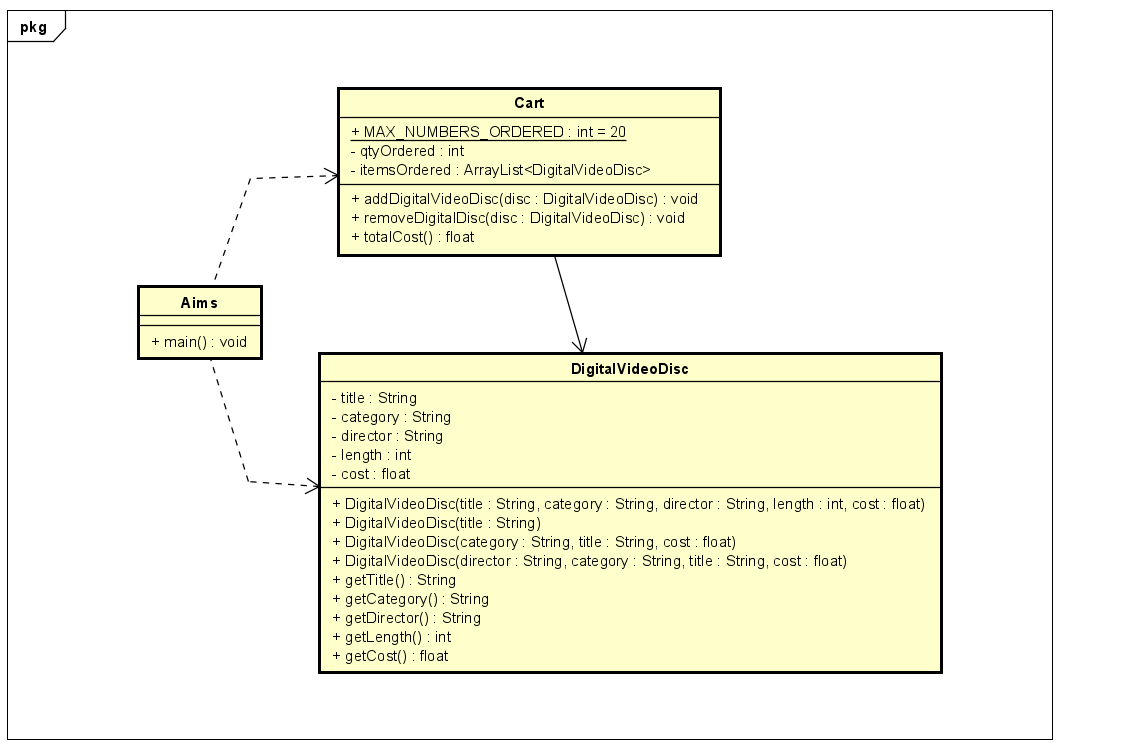 pkg
Cart
+ MAX_NUMBERS_ORDERED : int = 20
- qtyOrdered : int
- itemsOrdered : ArrayList<DigitalVideoDisc>
+ addDigitalVideoDisc(disc : DigitalVideoDisc) : void
+ removeDigitalDisc(disc : DigitalVideoDisc) : void
+ totalCost() : float
Aims
+ main() : void
DigitalVideoDisc
- title : String
- category : String
- director : String
- length : int
- cost : float
+ DigitalVideoDisc(title : String, category : String, director : String, length : int, cost : float)
+ DigitalVideoDisc(title : String)
+ DigitalVideoDisc(category : String, title : String, cost : float)
+ DigitalVideoDisc(director : String, category : String, title : String, cost : float)
+ getTitle() : String
+ getCategory() : String
+ getDirector() : String
+ getLength() : int
+ getCost() : float